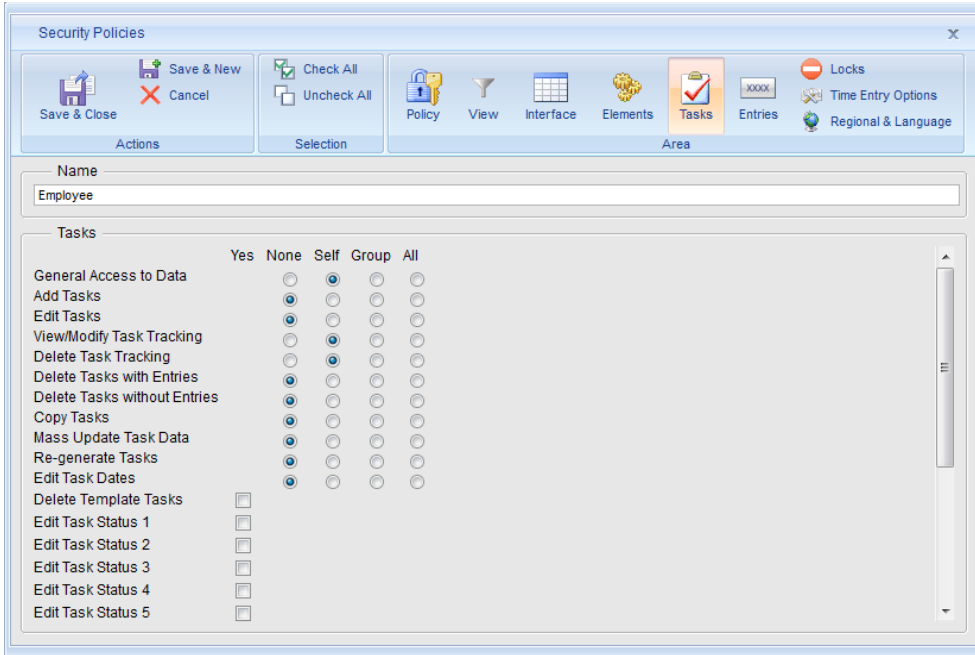 Security Policies
x
Save & Close
Save & New
Cancel
Actions
Check All
Uncheck All
Selection
Policy
View
Interface
Elements
Tasks
xxxx
Entries
Locks
Time Entry Options
Regional & Language
Area
Name
Employee
Tasks
Yes None Self Group All
General Access to Data
Add Tasks
Edit Tasks
View/Modify Task Tracking
Delete Task Tracking
Delete Tasks with Entries
Delete Tasks without Entries
Copy Tasks
Mass Update Task Data
Re-generate Tasks
Edit Task Dates
Delete Template Tasks
Edit Task Status 1
Edit Task Status 2
Edit Task Status 3
Edit Task Status 4
Edit Task Status 5